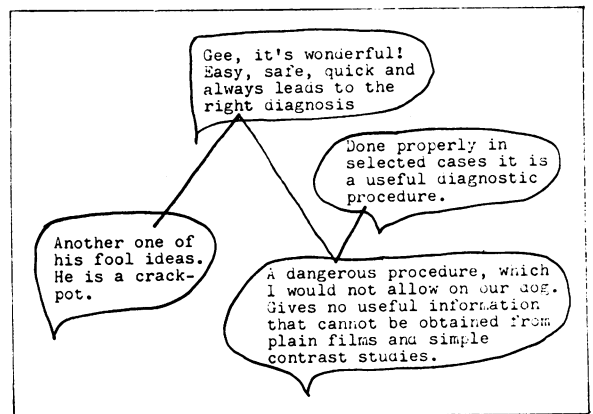 Gee, it's wonderful!
Easy, safe, quick and
always leads to the
right diagnosis
Done properly in
selected cases it is
a useful diagnostic
procedure.
Another one of
his fool ideas.
He is a crack-
pot.
A dangerous procedure, which
I would not allow on our dog.
Gives no useful information
that cannot be obtained from
plain films and simple
contrast studies.